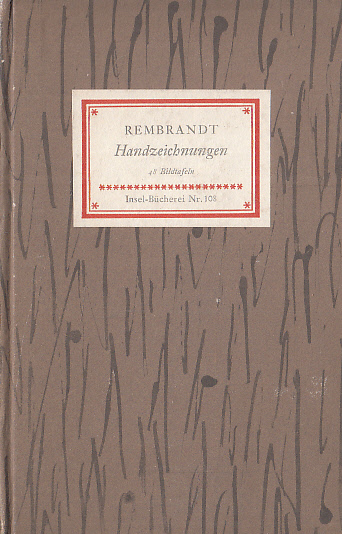 REMBRANDT
Handzeichnungen
48 Bildtafeln
Insel-Bücherei Nr. 108